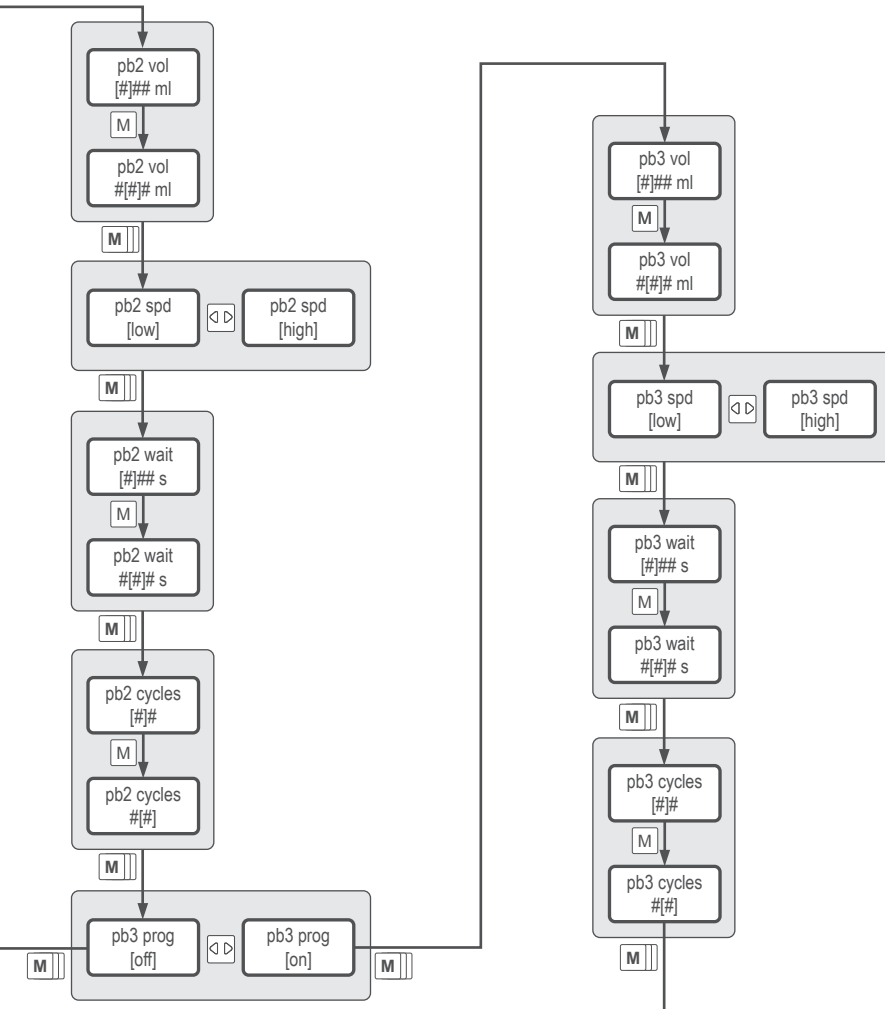 pb2 vol
[#]## ml
M
pb2 vol
#[#]# ml
M
pb2 spd
[low]
pb2 spd
[high]
M
pb2 wait
[#]## s
M
pb2 wait
#[#]# s
M
pb2 cycles
[#]#
M
pb2 cycles
#[#]
M
pb3 prog
[off]
pb3 prog
[on]
M
M
pb3 vol
[#]## ml
M
pb3 vol
#[#]# ml
M
pb3 spd
[low]
pb3 spd
[high]
M
pb3 wait
[#]## s
M
pb3 wait
#[#]# s
M
pb3 cycles
[#]#
M
pb3 cycles
#[#]
M